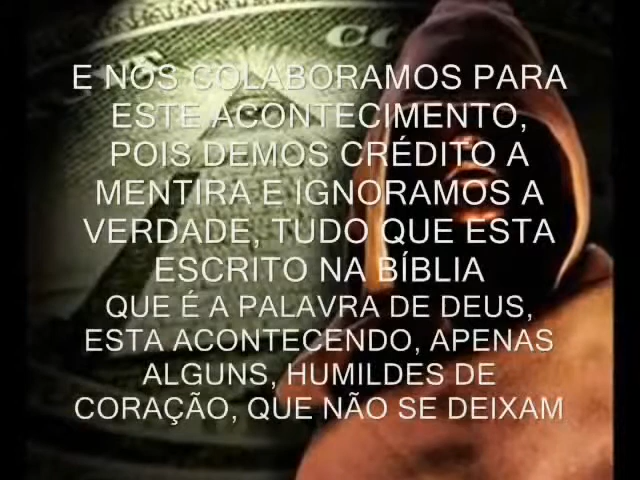 CO
E NÓS COLABORAMOS PARA
ESTE ACONTECIMENTO,
POIS DEMOS CRÉDITO A
MENTIRA E IGNORAMOS A
VERDADE, TUDO QUE ESTA
ESCRITO NA BÍBLIA
QUE É A PALAVRA DE DEUS,
ESTA ACONTECENDO, APENAS
ALGUNS, HUMILDES DE
CORAÇÃO, QUE NÃO SE DEIXAM